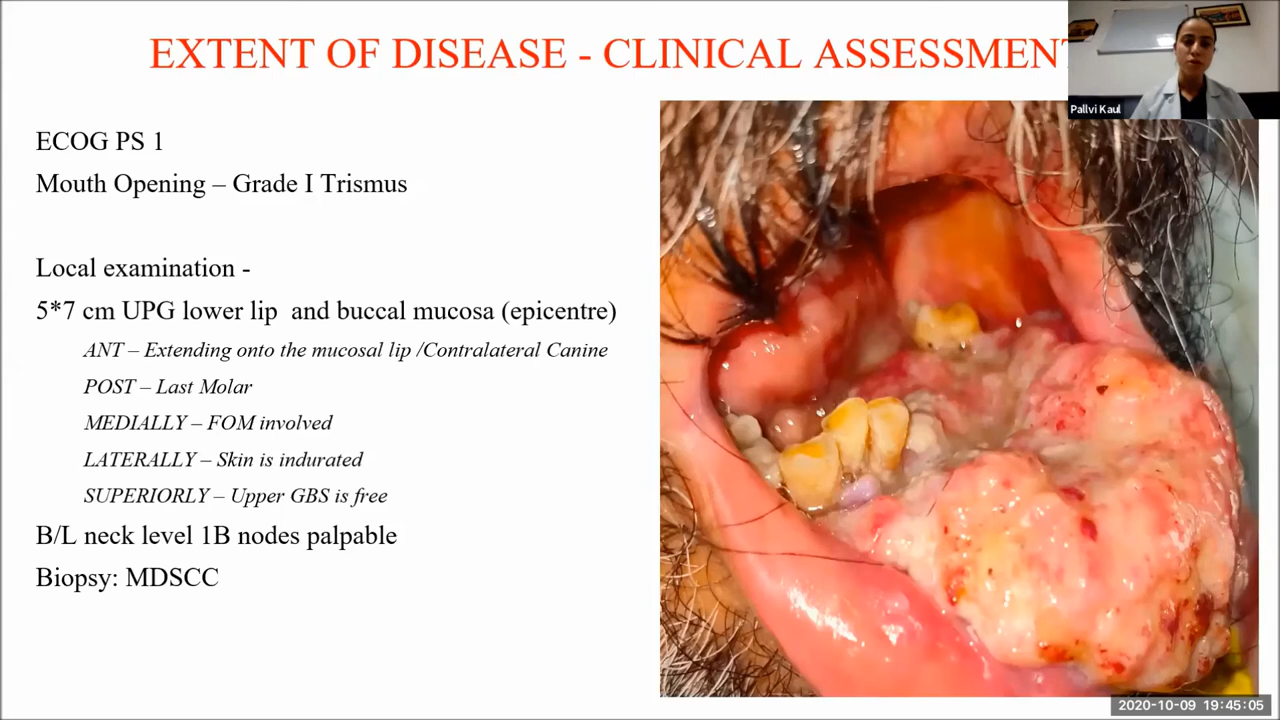 EXTENT OF DISEASE - CLINICAL ASSESSMENT
Pallvi Kaul
ECOG PS 1
Mouth Opening – Grade I Trismus
Local examination -
5*7 cm UPG lower lip and buccal mucosa (epicentre)
ANT – Extending onto the mucosal lip /Contralateral Canine
POST – Last Molar
MEDIALLY – FOM involved
LATERALLY – Skin is indurated
SUPERIORLY – Upper GBS is free
B/L neck level 1B nodes palpable
Biopsy: MDSCC
2020-10-09 19:45:05